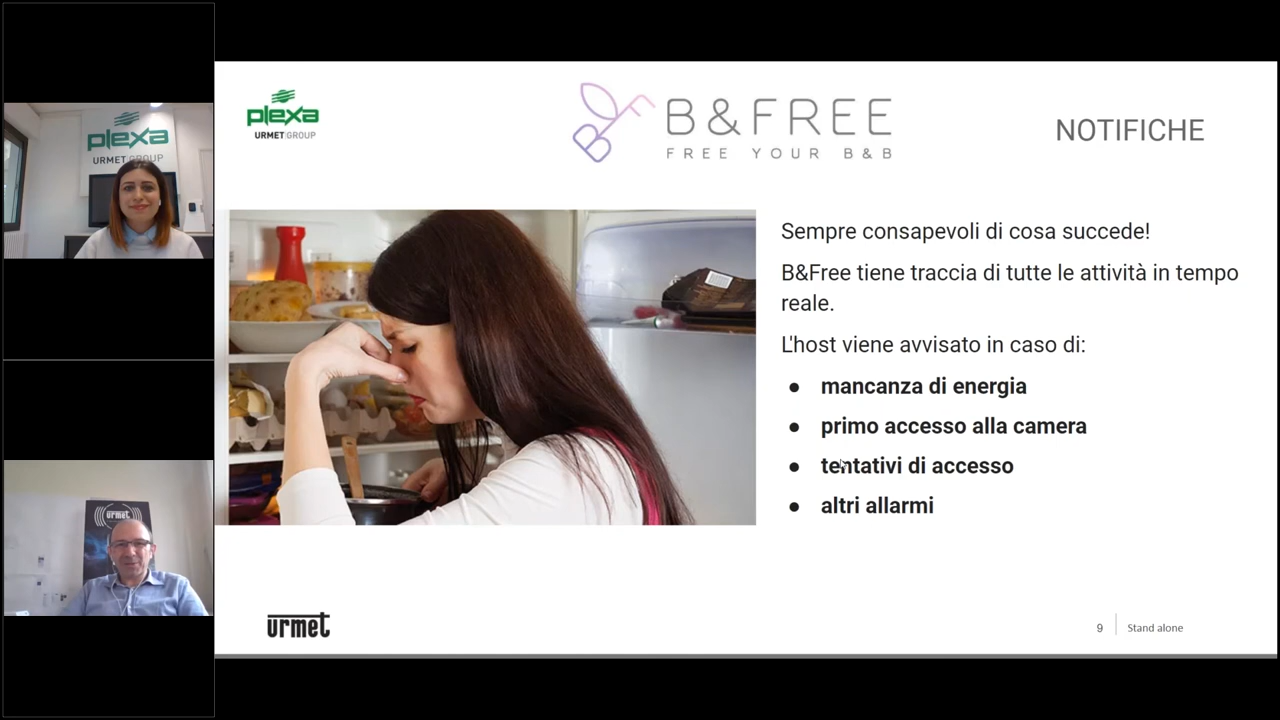 plexa
URMET GROUP
urmet
plexa
URMET GROUP
B&F
B&FREE
FREE YOUR B&B
NOTIFICHE
Sempre consapevoli di cosa succede!
B&Free tiene traccia di tutte le attività in tempo
reale.
L'host viene avvisato in caso di:
● mancanza di energia
● primo accesso alla camera
● tentativi di accesso
● altri allarmi
urmet
9 Stand alone